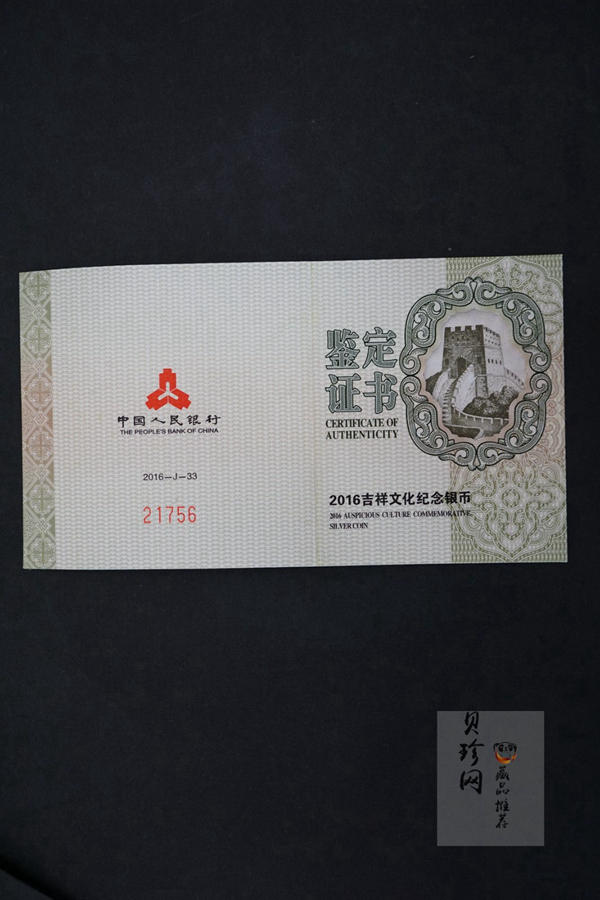 中国人民银行
THE PEOPLE'S BANK OF CHINA
2016-J-33
21756
鉴定
证书
CERTIFICATE OF
AUTHENTICITY
2016吉祥文化纪念银币
2016 AUSPICIOUS CULTURE COMMEMORATIVE
SILVER COIN
贝珍网
藏品推荐